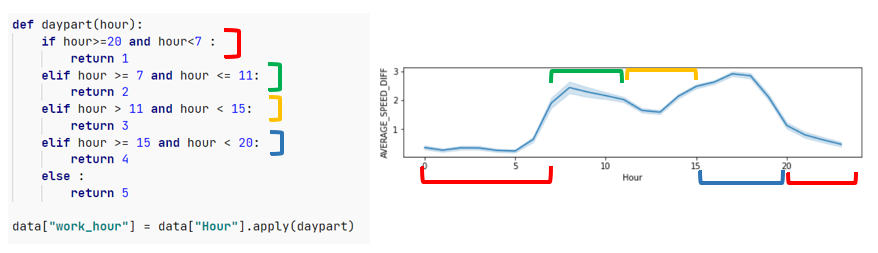 def daypart(hour):
    if hour>=20 and hour<7 :
        return 1
    elif hour >= 7 and hour <= 11:
        return 2
    elif hour > 11 and hour < 15:
        return 3
    elif hour >= 15 and hour < 20:
        return 4
    else :
        return 5
data["work_hour"] = data["Hour"].apply(daypart)
AVERAGE_SPEED_DIFF
3
2
1
0 5 10 15 20
Hour